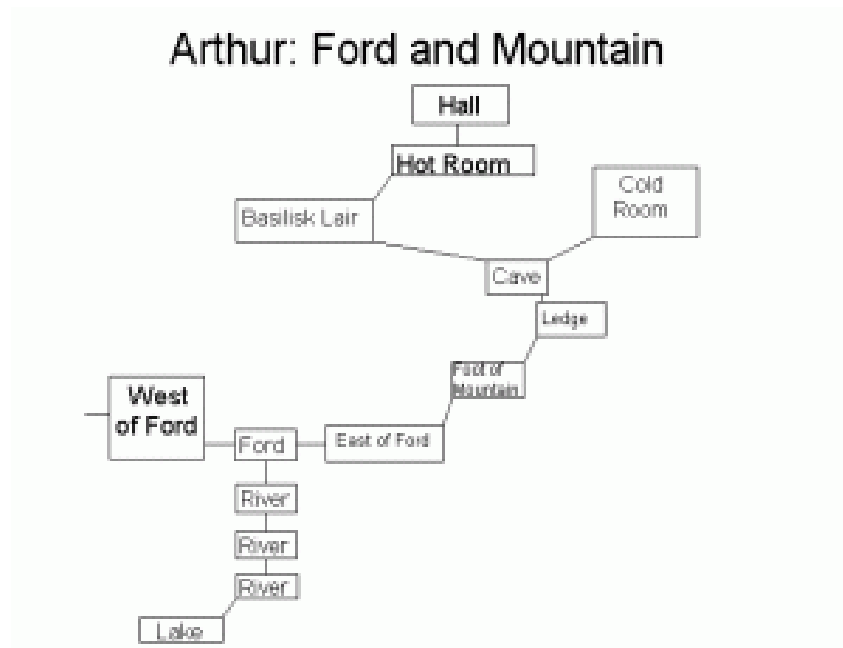 Arthur: Ford and Mountain
Hall
Hot Room
Cold
Room
Basilisk Lair
Cave
Ledge
Foot of
Mountain
West
of Ford
Ford
East of Ford
River
River
River
Lake